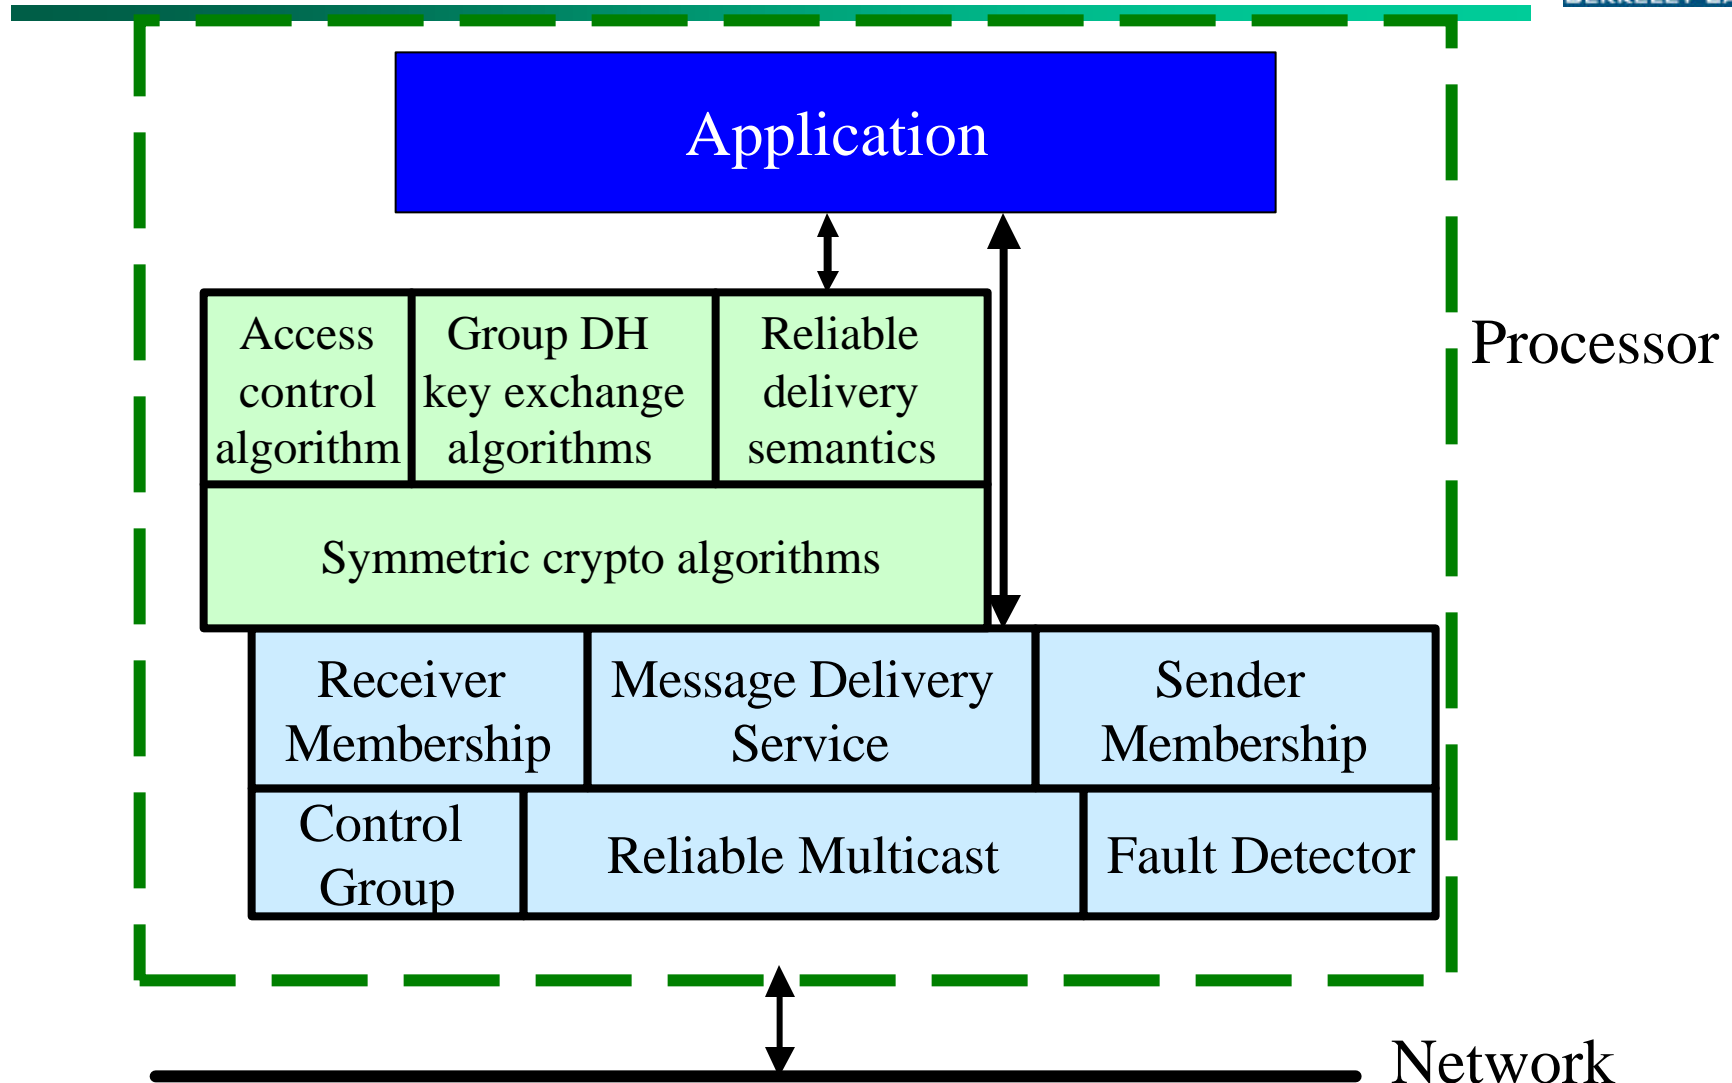 Application
Access
control
algorithm
Group DH
key exchange
algorithms
Reliable
delivery
semantics
Processor
Symmetric crypto algorithms
Receiver
Membership
Message Delivery
Service
Sender
Membership
Control
Group
Reliable Multicast
Fault Detector
Network